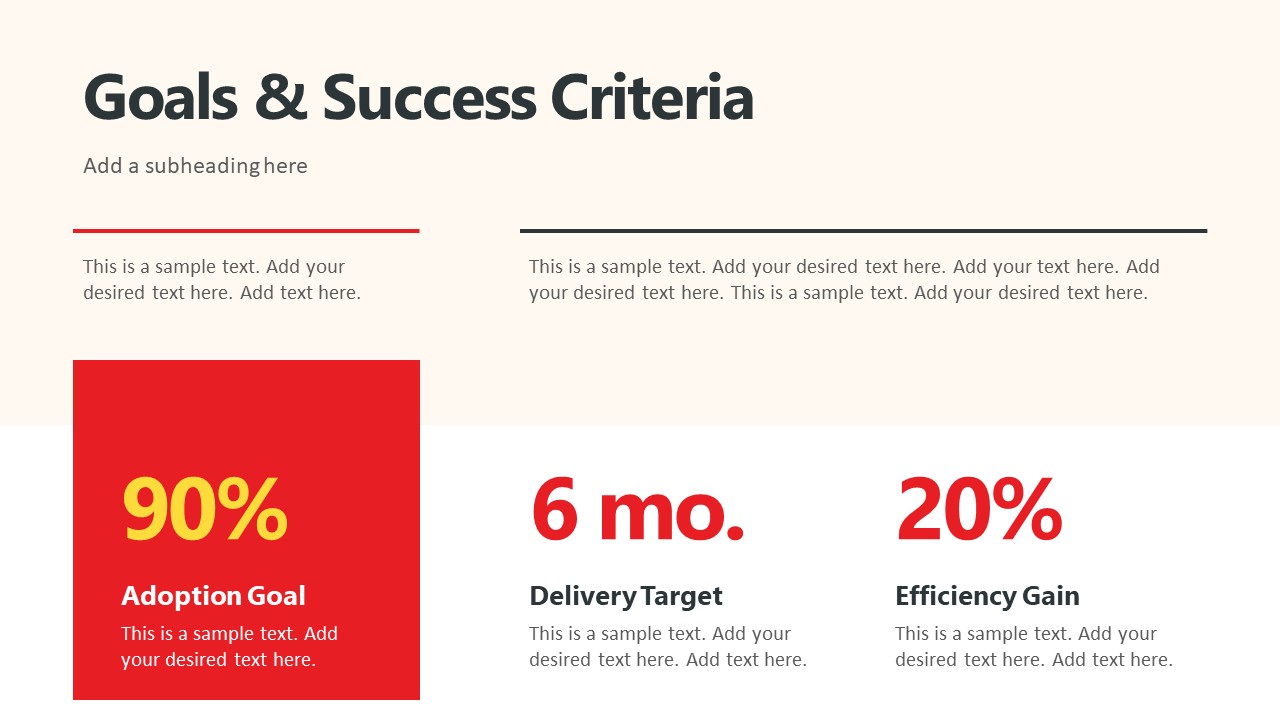 Goals & Success Criteria
Add a subheading here
This is a sample text. Add your
desired text here. Add text here.
This is a sample text. Add your desired text here. Add your text here. Add
your desired text here. This is a sample text. Add your desired text here.
90%
Adoption Goal
This is a sample text. Add
your desired text here.
6 mo.
Delivery Target
This is a sample text. Add your
desired text here. Add text here.
20%
Efficiency Gain
This is a sample text. Add your
desired text here. Add text here.